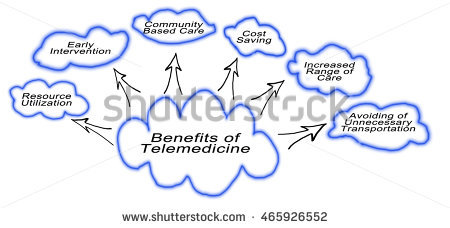 Community
Based Care
Early
Intervention
Cost
Saving
Increased
Range of
Care
Resource
Utilization
Avoiding of
Unnecessary
Transportation
Benefits of
Telemedicine
shutterstock
www.shutterstock.com · 465926552